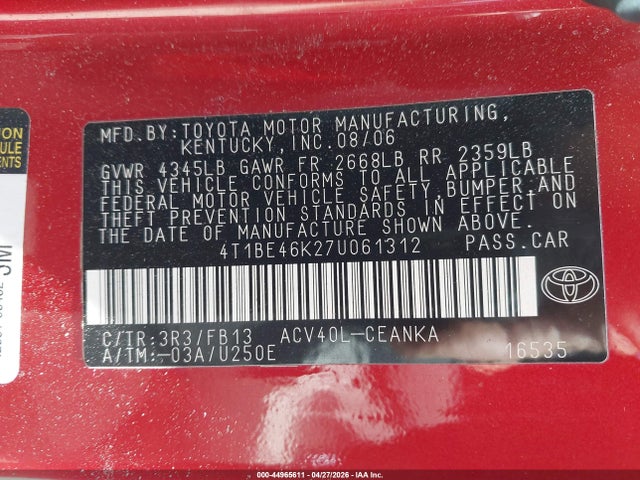 MFD.BY:TOYOTA MOTOR MANUFACTURING,
KENTUCKY, INC.08/06
GVWR 4345LB GAWR FR 2668LB RR 2359LB
THIS VEHICLE CONFORMS TO ALL APPLICABLE
FEDERAL MOTOR VEHICLE SAFETY, BUMPER,AND
THEFT PREVENTION STANDARDS IN EFFECT ON
THE DATE OF MANUFACTURE SHOWN ABOVE.
4T1BE46K27U061312 PASS.CAR
C/TR:3R3/FB13 ACV40L-CEANKA
A/TM:-03A/U250E 16535
TOYOTA
000-44965611 - 04/27/2026 - IAA Inc.